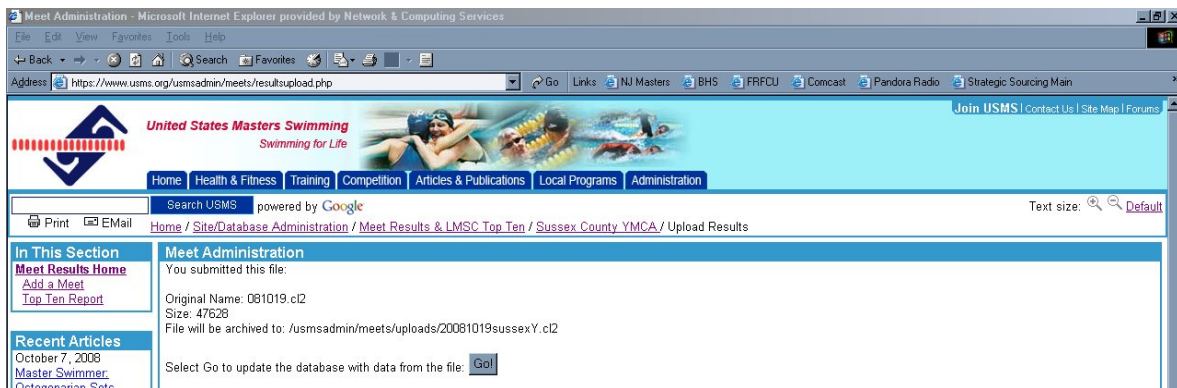 Meet Administration - Microsoft Internet Explorer provided by Network & Computing Services
File Edit View Favorites Tools Help
Back Search Favorites
Address https://www.usms.org/usmsadmin/meets/resultsupload.php Go Links NJ Masters BHS FRFCU Comcast Pandora Radio Strategic Sourcing Main
Join USMS | Contact Us | Site Map | Forums
United States Masters Swimming
Swimming for Life
Home Health & Fitness Training Competition Articles & Publications Local Programs Administration
Search USMS powered by Google Text size: Default
Print EMail Home / Site/Database Administration / Meet Results & LMSC Top Ten / Sussex County YMCA / Upload Results
In This Section
Meet Results Home
Add a Meet
Top Ten Report
Recent Articles
October 7, 2008
Master Swimmer:
Octogenarian Sets
Meet Administration
You submitted this file:
Original Name: 081019.cl2
Size: 47628
File will be archived to: /usmsadmin/meets/uploads/20081019sussexY.cl2
Select Go to update the database with data from the file: Go!